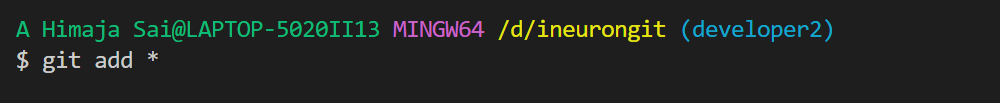 A Himaja Sai@LAPTOP-5020II13 MINGW64 /d/ineurongit (developer2)
$ git add *